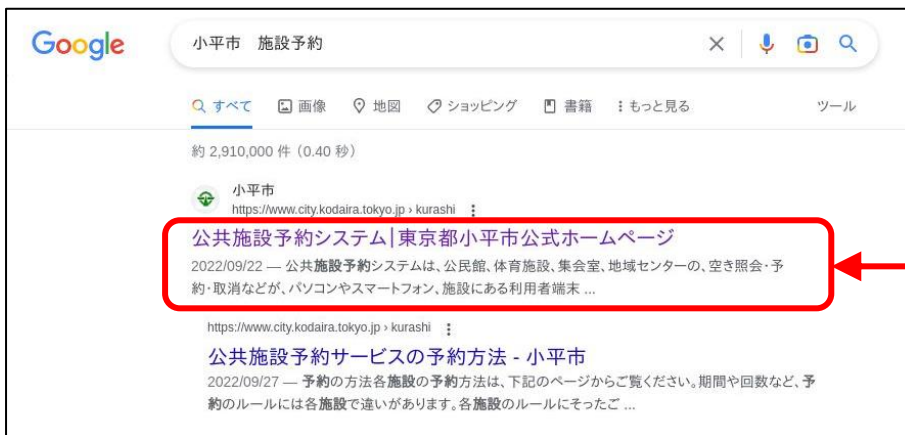 Google
小平市　施設予約
すべて 画像 地図 ショッピング 書籍 もっと見る ツール
約 2,910,000 件（0.40 秒）
小平市
https://www.city.kodaira.tokyo.jp › kurashi
公共施設予約システム|東京都小平市公式ホームページ
2022/09/22 — 公共施設予約システムは、公民館、体育施設、集会室、地域センターの、空き照会・予
約・取消などが、パソコンやスマートフォン、施設にある利用者端末 ...
https://www.city.kodaira.tokyo.jp › kurashi
公共施設予約サービスの予約方法 - 小平市
2022/09/27 — 予約の方法各施設の予約方法は、下記のページからご覧ください。期間や回数など、予
約のルールには各施設で違いがあります。各施設のルールにそったご ...